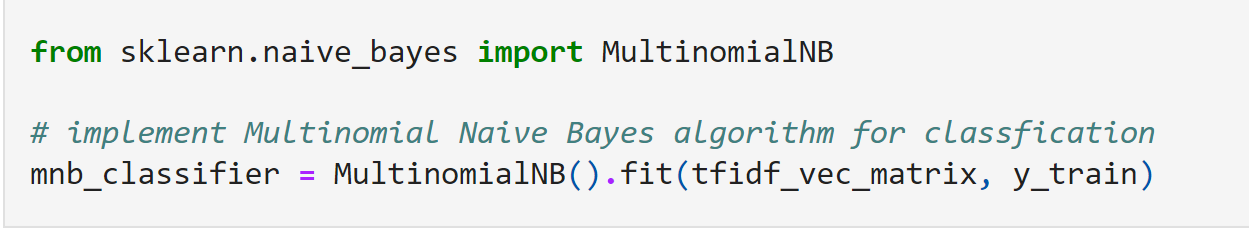 from sklearn.naive_bayes import MultinomialNB
# implement Multinomial Naive Bayes algorithm for classfication
mnb_classifier = MultinomialNB().fit(tfidf_vec_matrix, y_train)